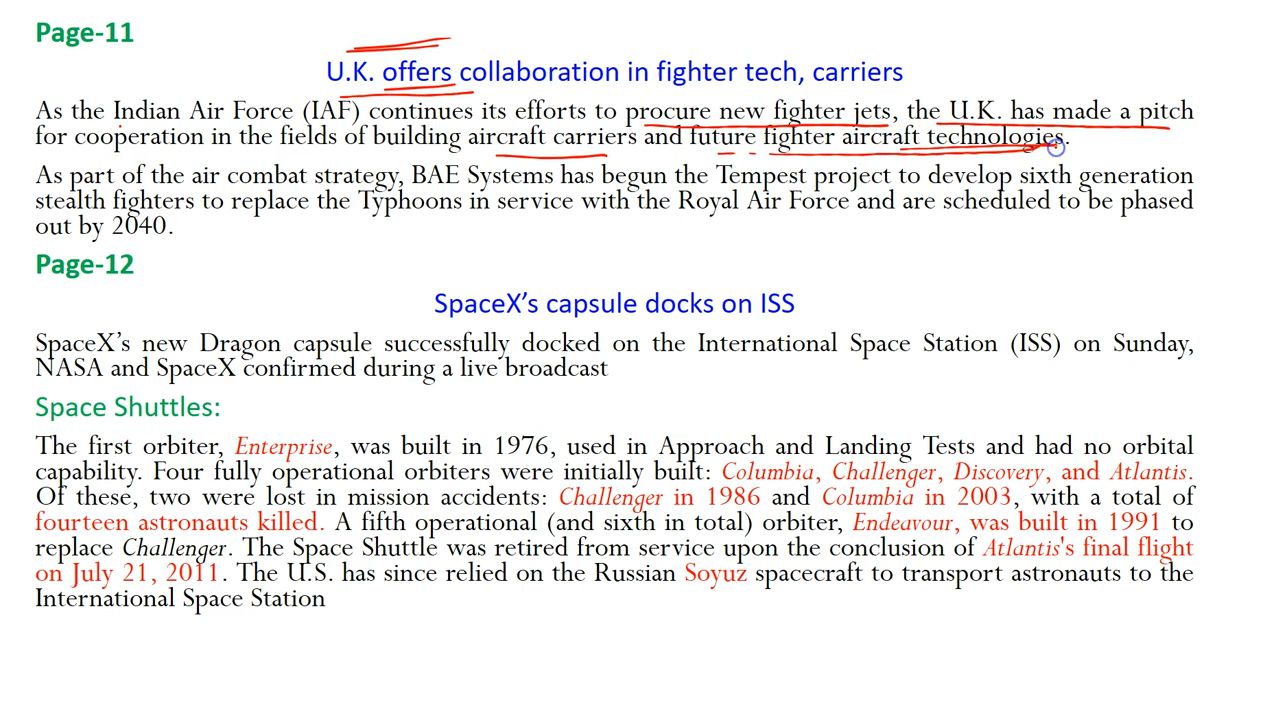 Page-11
U.K. offers collaboration in fighter tech, carriers
As the Indian Air Force (IAF) continues its efforts to procure new fighter jets, the U.K. has made a pitch
for cooperation in the fields of building aircraft carriers and future fighter aircraft technologies.
As part of the air combat strategy, BAE Systems has begun the Tempest project to develop sixth generation
stealth fighters to replace the Typhoons in service with the Royal Air Force and are scheduled to be phased
out by 2040.
Page-12
SpaceX’s capsule docks on ISS
SpaceX’s new Dragon capsule successfully docked on the International Space Station (ISS) on Sunday,
NASA and SpaceX confirmed during a live broadcast
Space Shuttles:
The first orbiter, Enterprise, was built in 1976, used in Approach and Landing Tests and had no orbital
capability. Four fully operational orbiters were initially built: Columbia, Challenger, Discovery, and Atlantis.
Of these, two were lost in mission accidents: Challenger in 1986 and Columbia in 2003, with a total of
fourteen astronauts killed. A fifth operational (and sixth in total) orbiter, Endeavour, was built in 1991 to
replace Challenger. The Space Shuttle was retired from service upon the conclusion of Atlantis's final flight
on July 21, 2011. The U.S. has since relied on the Russian Soyuz spacecraft to transport astronauts to the
International Space Station